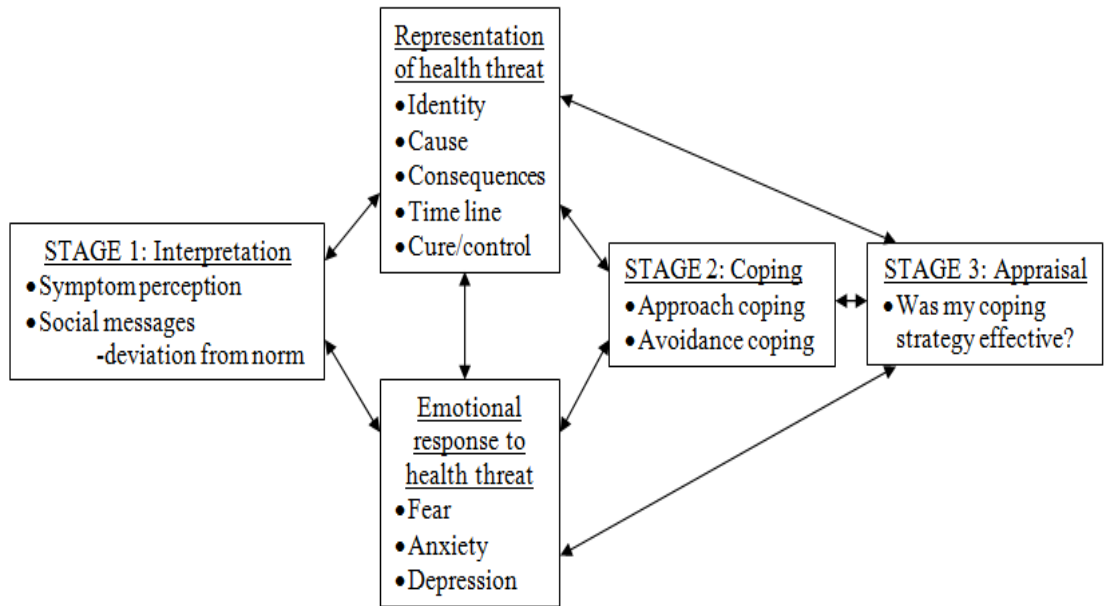 Representation
of health threat
•Identity
•Cause
•Consequences
•Time line
•Cure/control
STAGE 1: Interpretation
•Symptom perception
•Social messages
-deviation from norm
STAGE 2: Coping
•Approach coping
•Avoidance coping
STAGE 3: Appraisal
•Was my coping
strategy effective?
Emotional
response to
health threat
•Fear
•Anxiety
•Depression